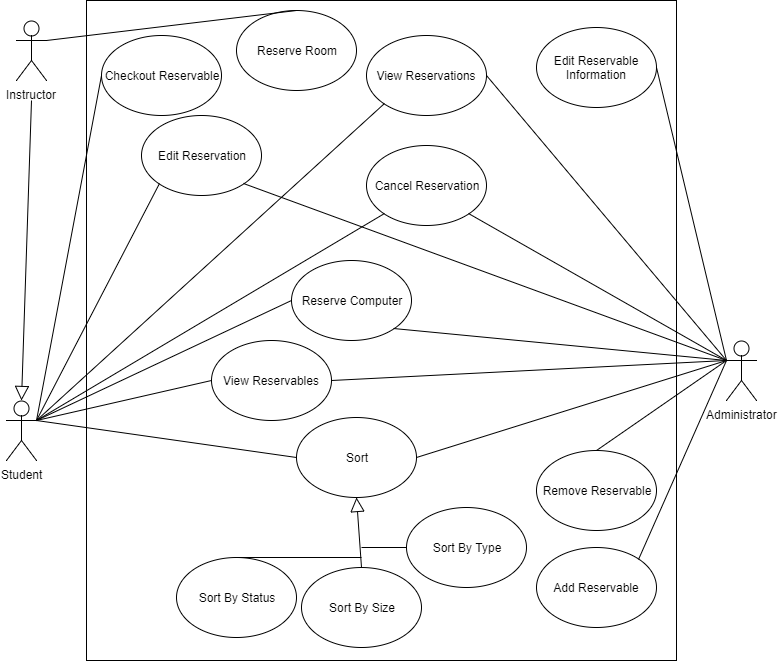 Reserve Room
Edit Reservable
Information
Checkout Reservable
View Reservations
Instructor
Edit Reservation
Cancel Reservation
Reserve Computer
View Reservables
Administrator
Sort
Student
Remove Reservable
Sort By Type
Add Reservable
Sort By Status
Sort By Size